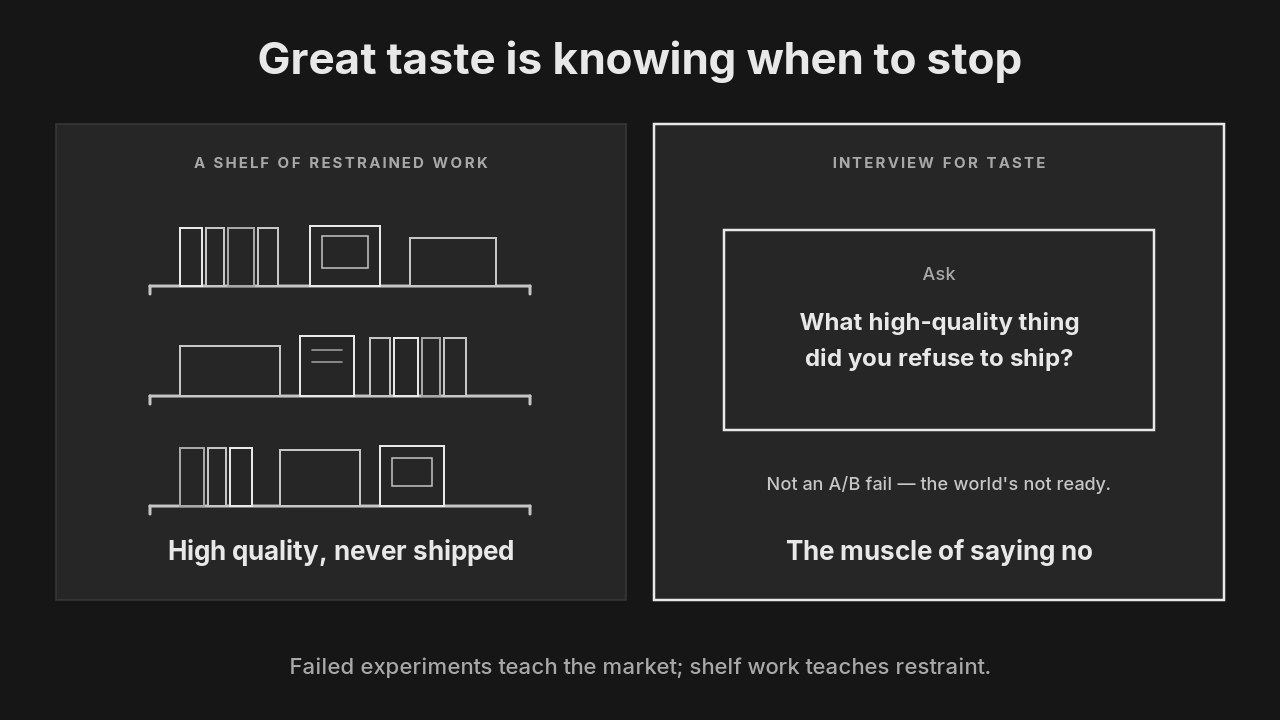 Great taste is knowing when to stop
A SHELF OF RESTRAINED WORK
High quality, never shipped
INTERVIEW FOR TASTE
Ask
What high-quality thing
did you refuse to ship?
Not an A/B fail — the world's not ready.
The muscle of saying no
Failed experiments teach the market; shelf work teaches restraint.